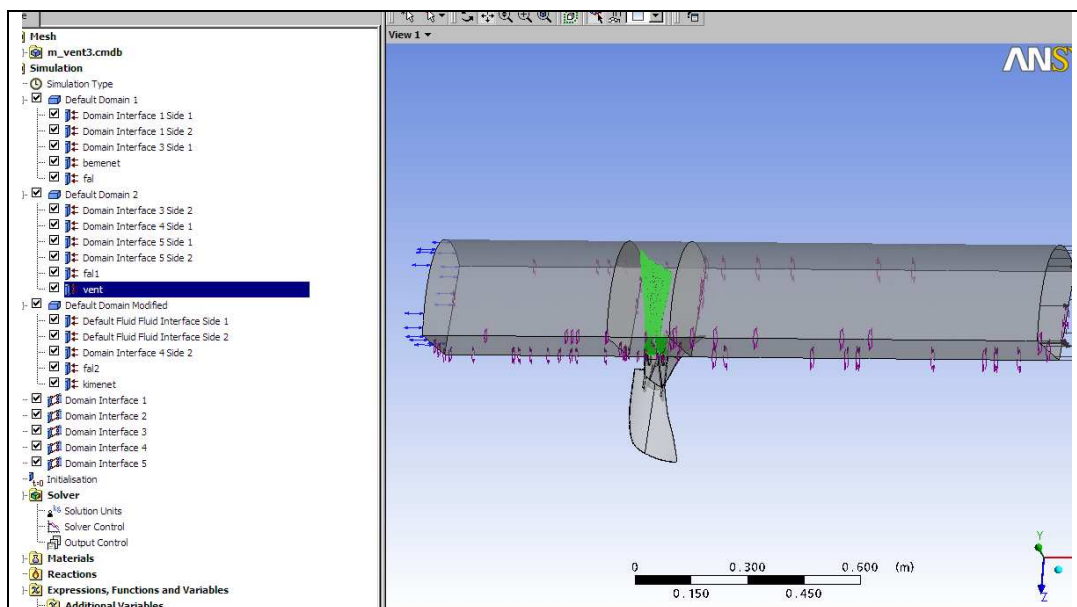 Mesh
m_vent3.cmdb
Simulation
Simulation Type
Default Domain 1
Domain Interface 1 Side 1
Domain Interface 1 Side 2
Domain Interface 3 Side 1
bemenet
fal
Default Domain 2
Domain Interface 3 Side 2
Domain Interface 4 Side 1
Domain Interface 5 Side 1
Domain Interface 5 Side 2
fal1
vent
Default Domain Modified
Default Fluid Fluid Interface Side 1
Default Fluid Fluid Interface Side 2
Domain Interface 4 Side 2
fal2
kimenet
Domain Interface 1
Domain Interface 2
Domain Interface 3
Domain Interface 4
Domain Interface 5
t=0 Initialisation
Solver
Solution Units
Solver Control
Output Control
Materials
Reactions
Expressions, Functions and Variables
Additional Variables
View 1
ANSY
0 0.300 0.600 (m)
0.150 0.450
Y
Z